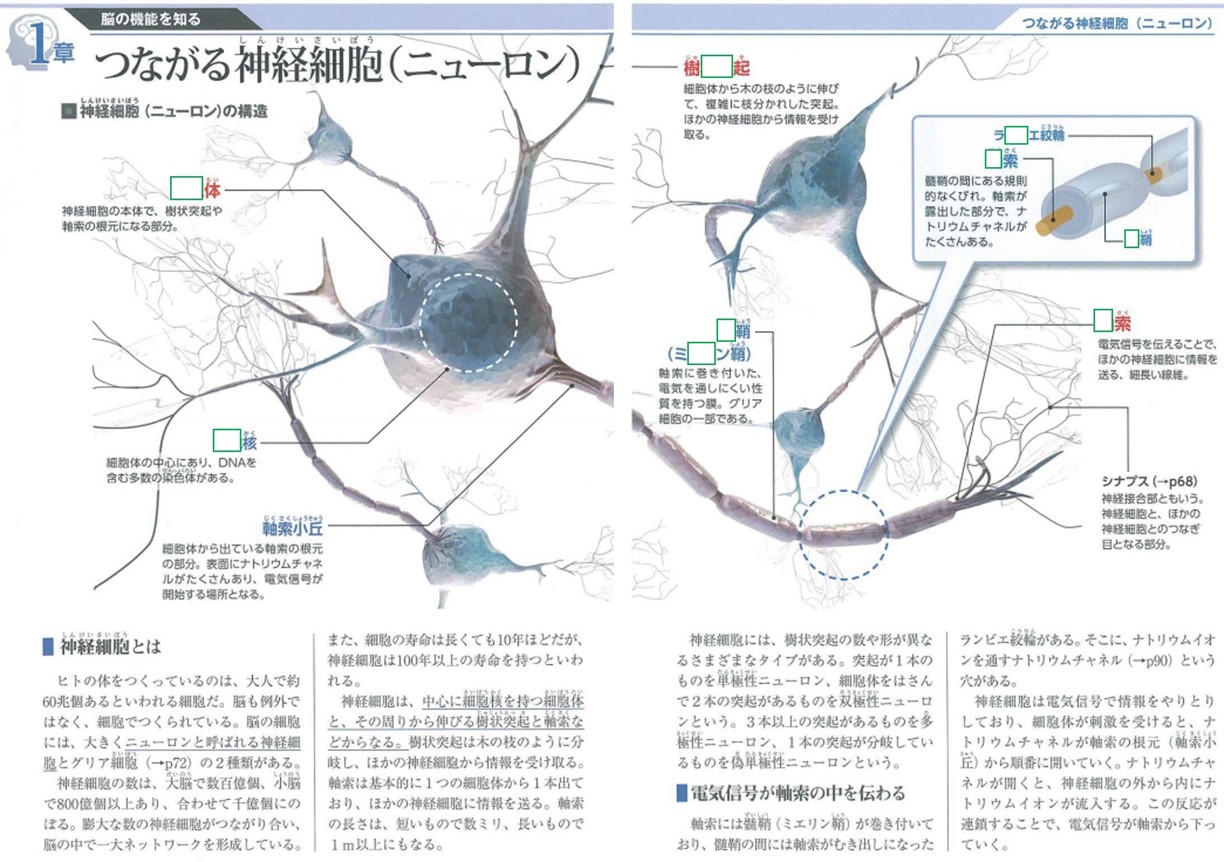 脳の機能を知る
1章
つながる神経細胞(ニューロン)
しんけいさいぼう
■神経細胞(ニューロン)の構造
体
神経細胞の本体で、樹状突起や
軸索の根元になる部分。
核
細胞体の中心にあり、DNAを
含む多数の染色体がある。
軸索小丘
細胞体から出ている軸索の根元
の部分。表面にナトリウムチャネ
ルがたくさんあり、電気信号が
開始する場所となる。
神経細胞とは
ヒトの体をつくっているのは、大人で約
60兆個あるといわれる細胞だ。脳も例外で
はなく、細胞でつくられている。脳の細胞
には、大きくニューロンと呼ばれる神経細
胞とグリア細胞(→p72)の2種類がある。
神経細胞の数は、大脳で数百億個、小脳
で800億個以上あり、合わせて千億個にの
ぼる。膨大な数の神経細胞がつながり合い、
脳の中で一大ネットワークを形成している。
また、細胞の寿命は長くても10年ほどだが、
神経細胞は100年以上の寿命を持つといわ
れる。
神経細胞は、中心に細胞核を持つ細胞体
と、その周りから伸びる樹状突起と軸索な
どからなる。樹状突起は木の枝のように分
岐し、ほかの神経細胞から情報を受け取る。
軸索は基本的に1つの細胞体から1本出て
おり、ほかの神経細胞に情報を送る。軸索
の長さは、短いもので数ミリ、長いもので
1m以上にもなる。
つながる神経細胞(ニューロン)
樹 起
細胞体から木の枝のように伸び
て、複雑に枝分かれした突起。
ほかの神経細胞から情報を受け
取る。
ラ エ絞輪
索
髄鞘の間にある規則
的なくびれ。軸索が
露出した部分で、ナ
トリウムチャネルが
たくさんある。
鞘
鞘
(ミ ン鞘)
軸索に巻き付いた、
電気を通しにくい性
質を持つ膜。グリア
細胞の一部である。
索
電気信号を伝えることで、
ほかの神経細胞に情報を
送る、細長い線維。
シナプス(→p68)
神経接合部ともいう。
神経細胞と、ほかの
神経細胞とのつなぎ
目となる部分。
神経細胞には、樹状突起の数や形が異な
るさまざまなタイプがある。突起が1本の
ものを単極性ニューロン、細胞体をはさん
で2本の突起があるものを双極性ニューロ
ンという。3本以上の突起があるものを多
極性ニューロン、1本の突起が分岐してい
るものを偽単極性ニューロンという。
電気信号が軸索の中を伝わる
軸索には髄鞘(ミエリン鞘)が巻き付いて
おり、髄鞘の間には軸索がむき出しになった
ランビエ絞輪がある。そこに、ナトリウムイオ
ンを通すナトリウムチャネル(→p90)という
穴がある。
神経細胞は電気信号で情報をやりとり
しており、細胞体が刺激を受けると、ナ
トリウムチャネルが軸索の根元(軸索小
丘)から順番に開いていく。ナトリウムチャ
ネルが開くと、神経細胞の外から内にナ
トリウムイオンが流入する。この反応が
連鎖することで、電気信号が軸索から下っ
ていく。